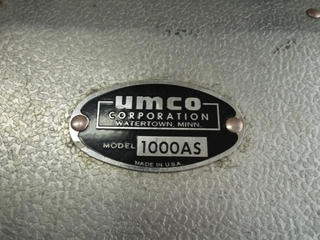 umco
CORPORATION
WATERTOWN, MINN.
MODEL 1000AS
MADE IN U.S.A.